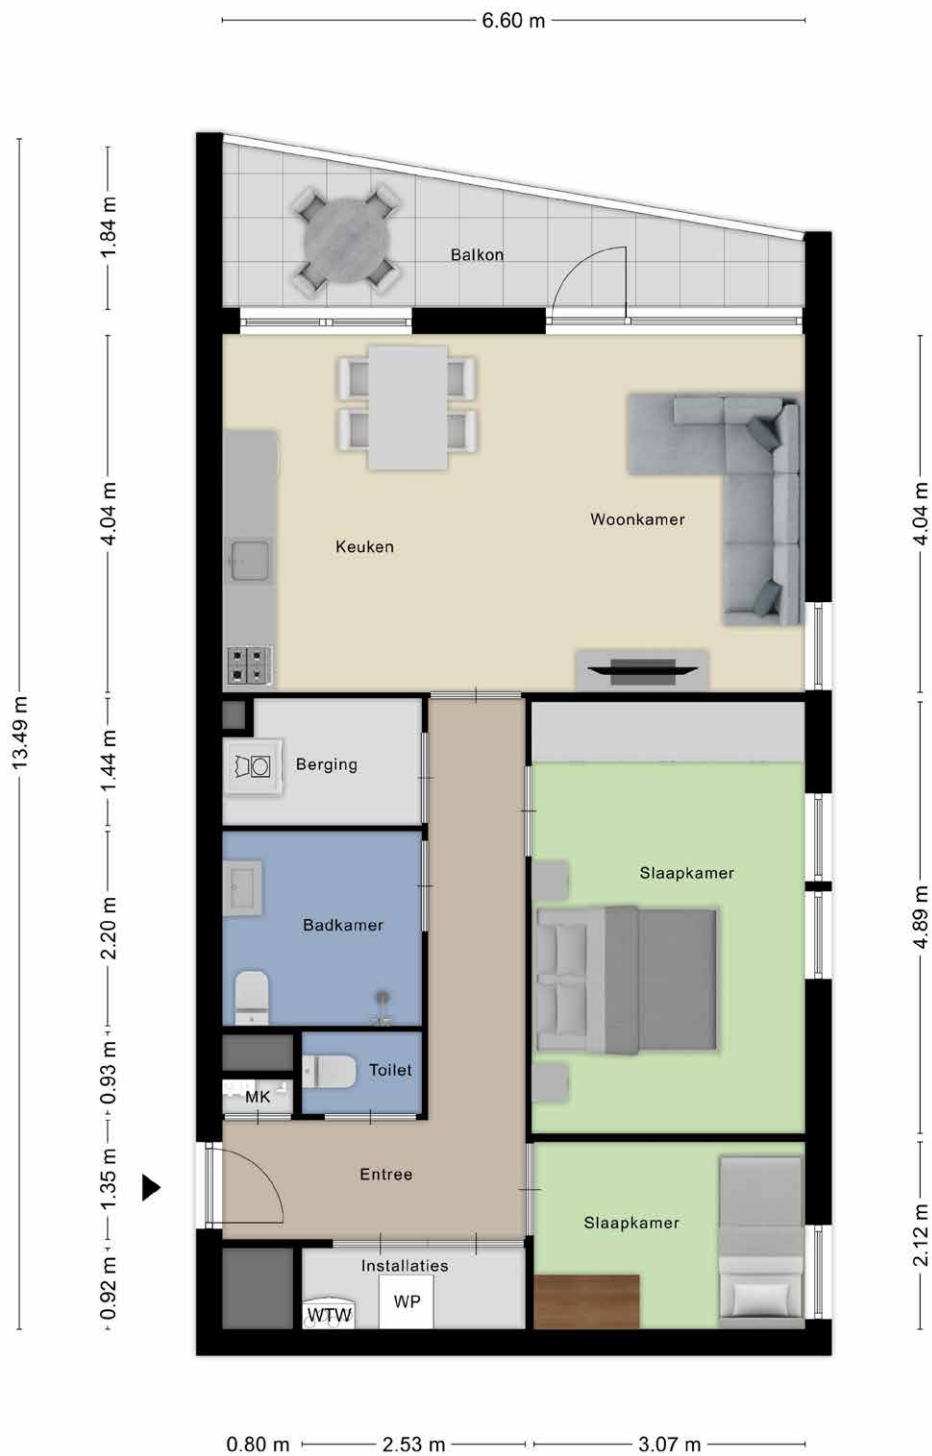 6.60 m
13.49 m
1.84 m
Balkon
4.04 m
4.04 m
Woonkamer
Keuken
1.44 m
Berging
Slaapkamer
2.20 m
Badkamer
4.89 m
0.93 m
Toilet
MK
1.35 m
Entree
Slaapkamer
2.12 m
0.92 m
Installaties
WTW
WP
0.80 m
2.53 m
3.07 m